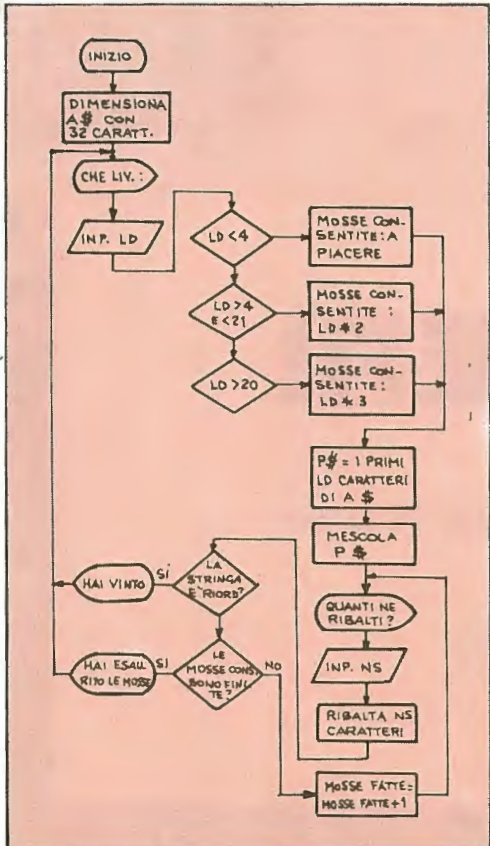 INIZIO
DIMENSIONA
A$ CON
32 CARATT.
CHE LIV.:
INP. LD
LD <4
MOSSE CON-
SENTITE: A
PIACERE
LD >4
E <21
MOSSE CON-
SENTITE :
LD * 2
LD >20
MOSSE CON-
SENTITE:
LD * 3
P$ = I PRIMI
LD CARATTERI
DI A $
MESCOLA
P $
QUANTI NE
RIBALTI?
INP. NS
RIBALTA NS
CARATTERI
LA
STRINGA
E' RIORD?
SÍ
HAI VINTO
LE
MOSSE CONS.
SONO FINI
TE?
SI
NO
HAI ESAU
RITO LE MOSSE
MOSSE FATTE=
MOSSE FATTE+1